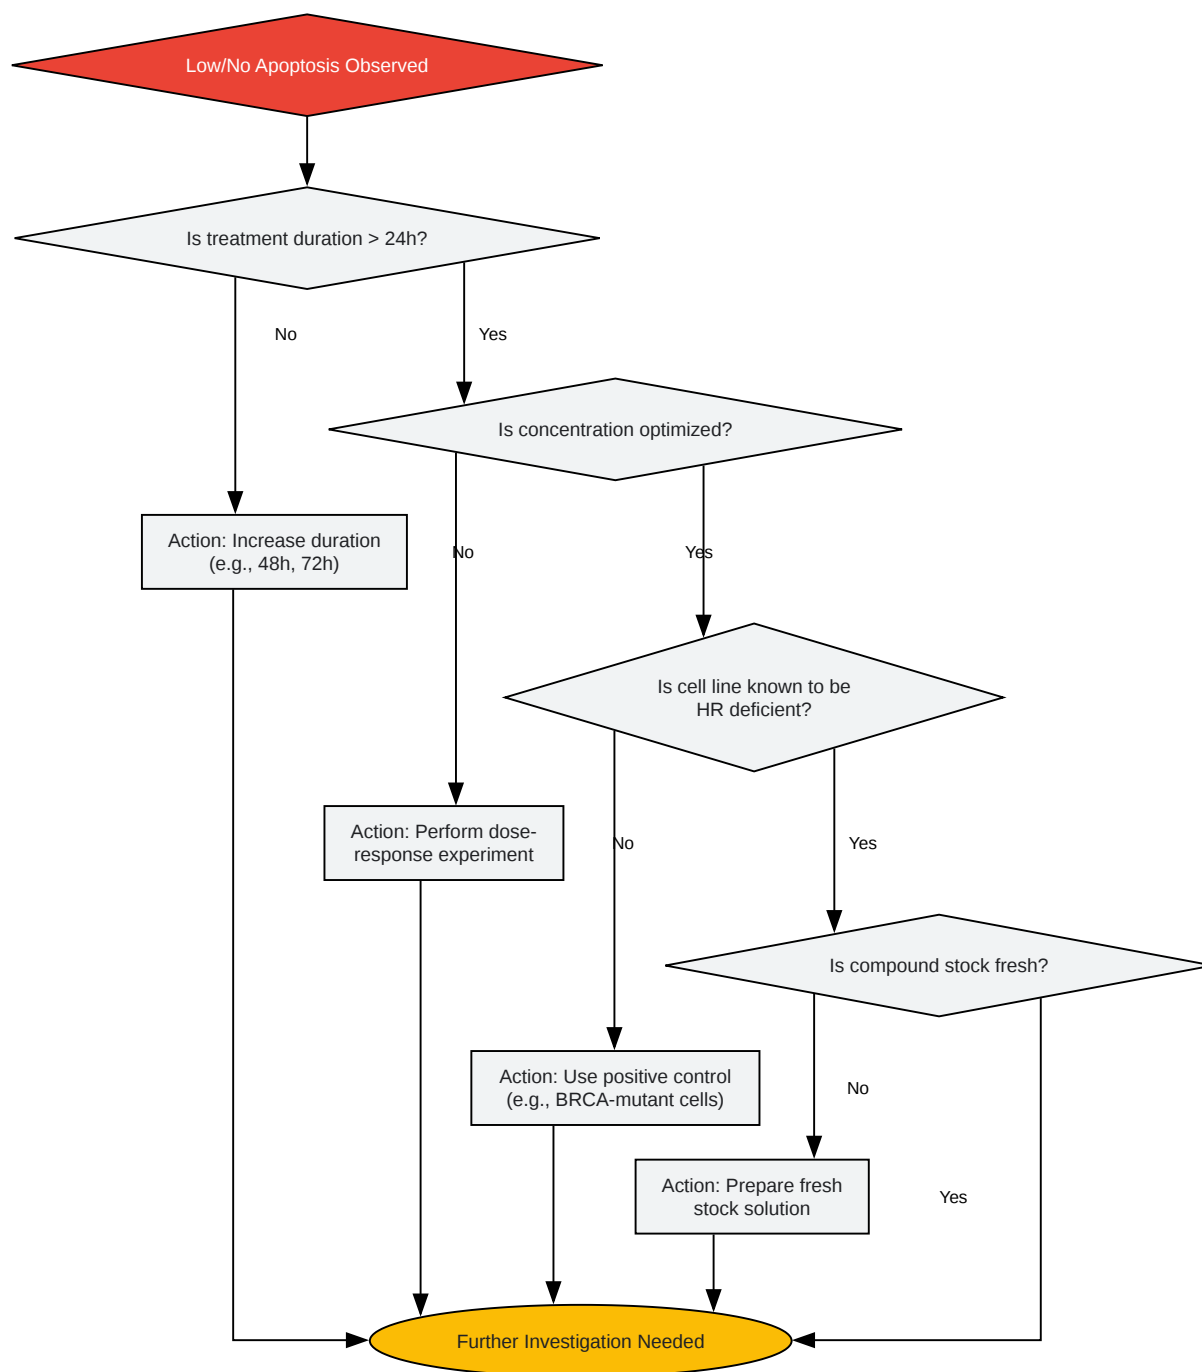 Low/No Apoptosis Observed
Is treatment duration > 24h?
No
Yes
Is concentration optimized?
Action: Increase duration
(e.g., 48h, 72h)
No
Yes
Is cell line known to be
HR deficient?
Action: Perform dose-
response experiment
No
Yes
Is compound stock fresh?
Action: Use positive control
(e.g., BRCA-mutant cells)
No
Action: Prepare fresh
stock solution
Yes
Further Investigation Needed